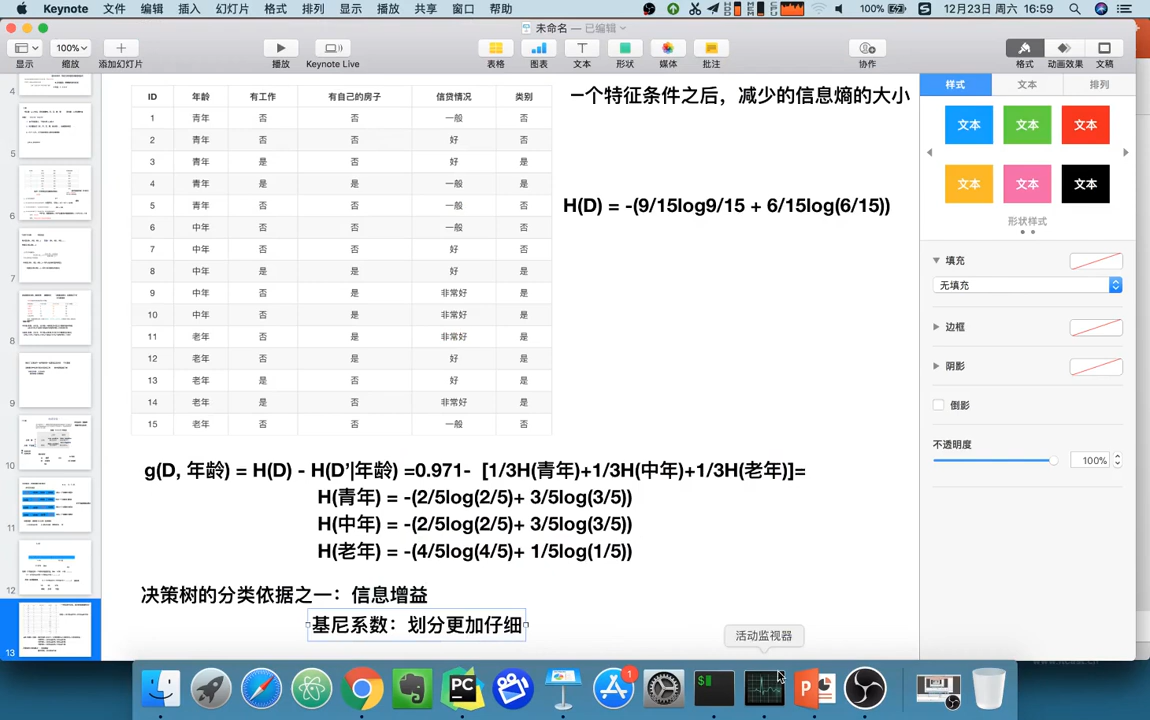 Keynote 文件 编辑 插入 幻灯片 格式 排列 显示 播放 共享 窗口 帮助 100% 12月23日 周六 16:59
未命名 — 已编辑
100%
显示 缩放 添加幻灯片 播放 Keynote Live 表格 图表 文本 形状 媒体 批注 协作 格式 动画效果 文稿
样式 文本 排列
ID 年龄 有工作 有自己的房子 信贷情况 类别
1 青年 否 否 一般 否
2 青年 否 否 好 否
3 青年 是 否 好 是
4 青年 是 是 一般 是
5 青年 否 否 一般 否
6 中年 否 否 一般 否
7 中年 否 否 好 否
8 中年 是 是 好 是
9 中年 否 是 非常好 是
10 中年 否 是 非常好 是
11 老年 否 是 非常好 是
12 老年 否 是 好 是
13 老年 是 否 好 是
14 老年 是 否 非常好 是
15 老年 否 否 一般 否
一个特征条件之后，减少的信息熵的大小
H(D) = -(9/15log9/15 + 6/15log(6/15))
g(D, 年龄) = H(D) - H(D’|年龄) =0.971- [1/3H(青年)+1/3H(中年)+1/3H(老年)]=
H(青年) = -(2/5log(2/5)+ 3/5log(3/5))
H(中年) = -(2/5log(2/5)+ 3/5log(3/5))
H(老年) = -(4/5log(4/5)+ 1/5log(1/5))
决策树的分类依据之一：信息增益
基尼系数：划分更加仔细
文本 文本 文本
文本 文本 文本
形状样式
填充
无填充
边框
阴影
倒影
不透明度
100%
4
5
6
7
8
9
10
11
12
13
活动监视器
PC
1
$
P